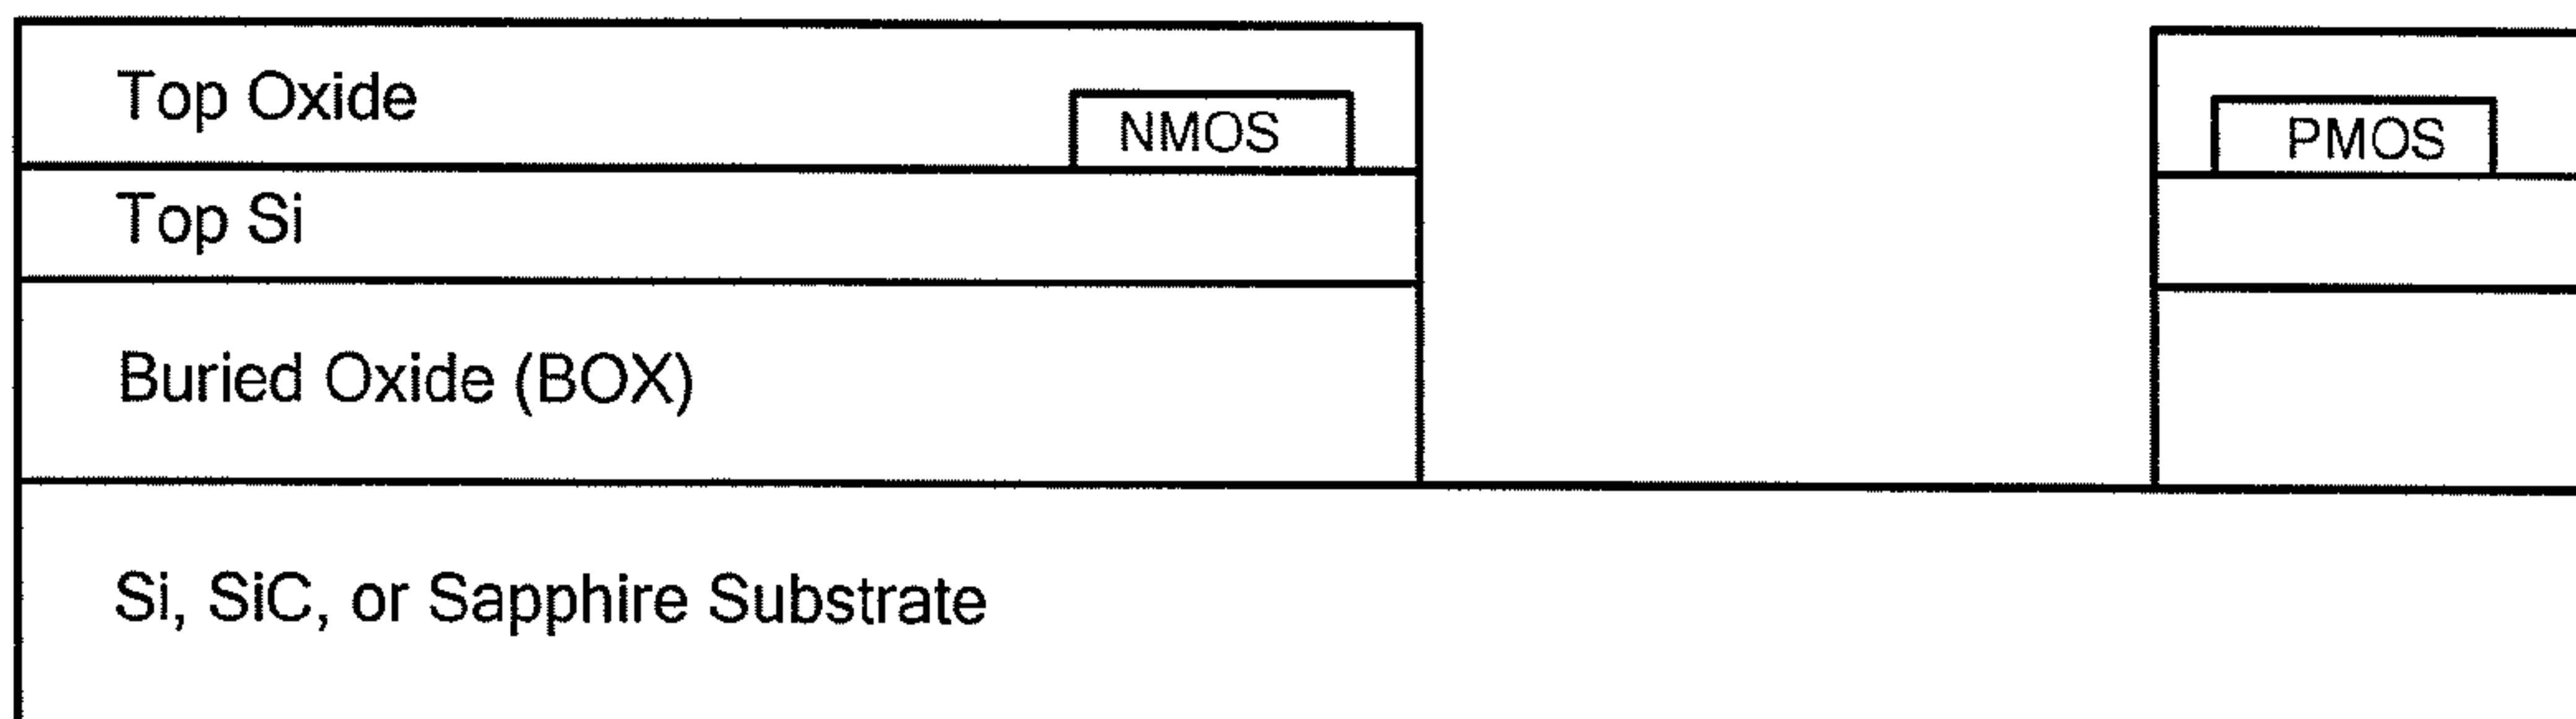 Top Oxide
NMOS
PMOS
Top Si
Buried Oxide (BOX)
Si, SiC, or Sapphire Substrate